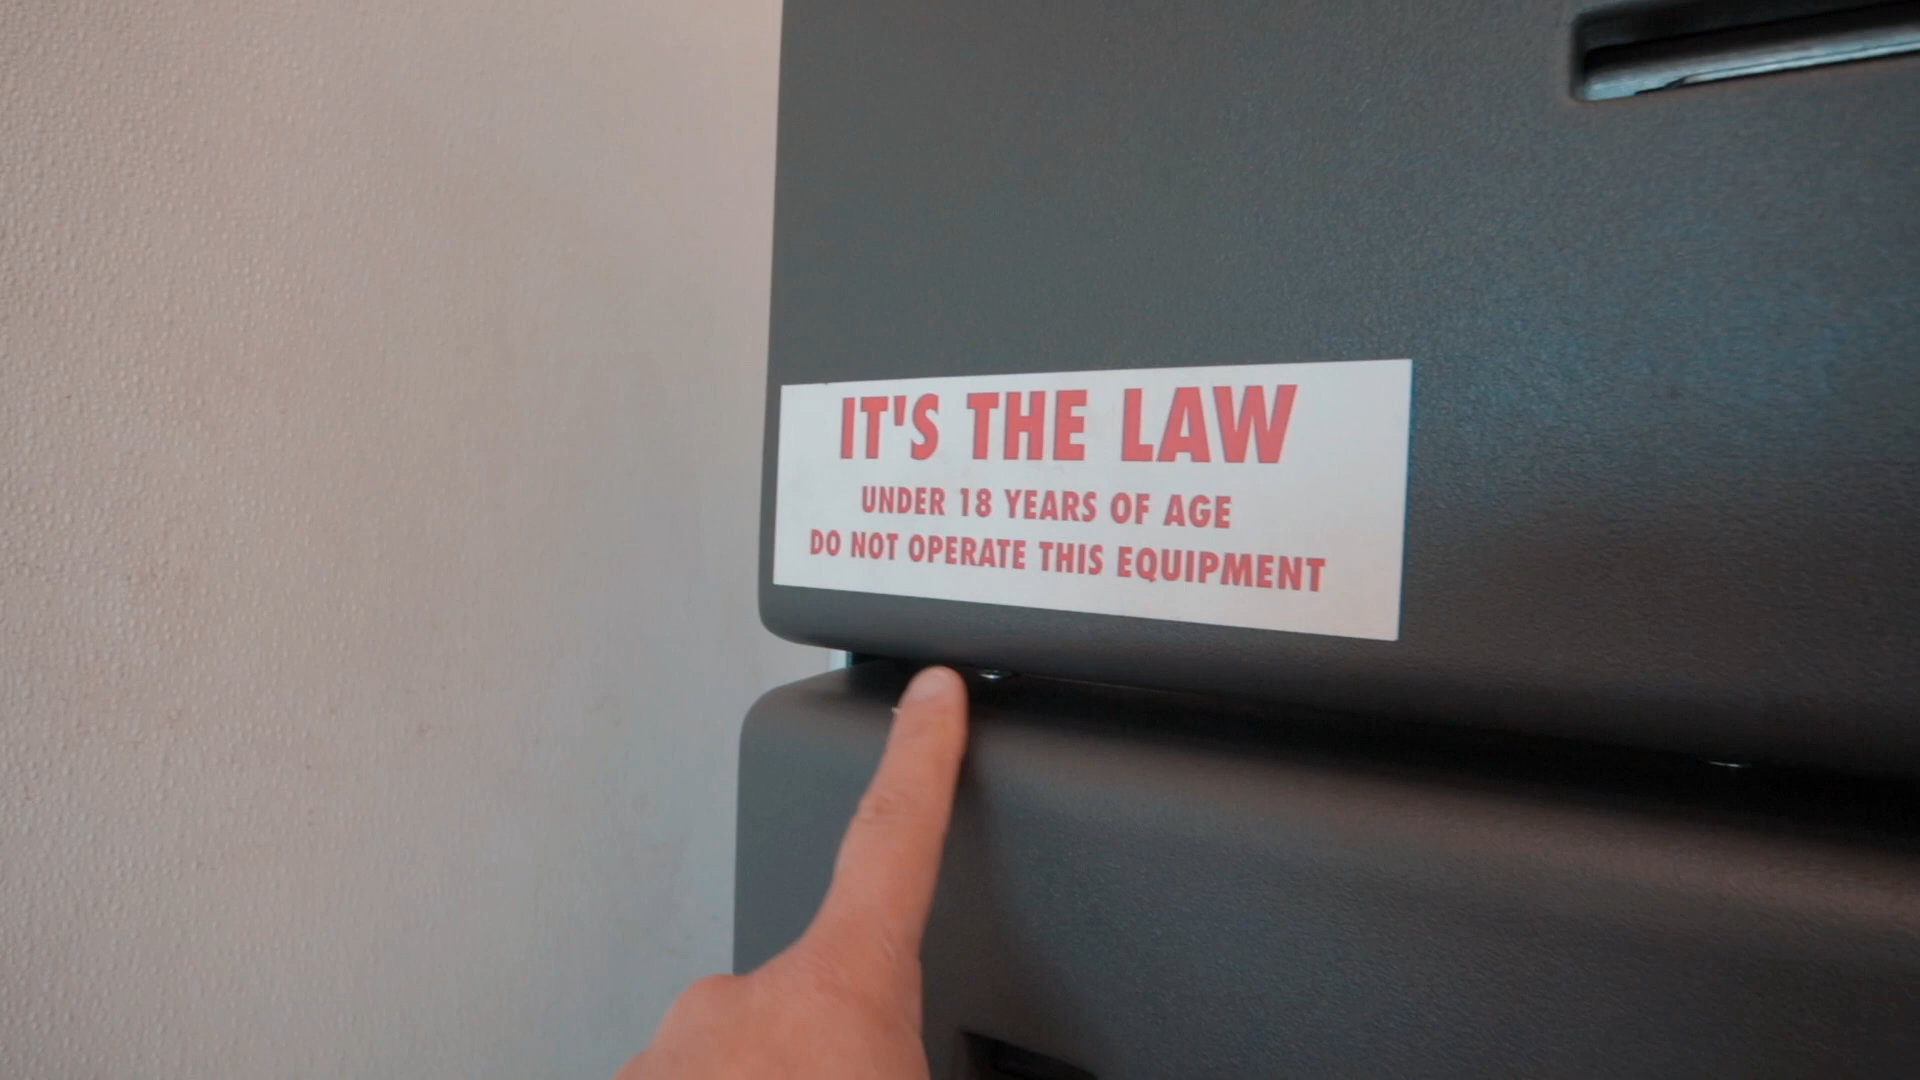 IT'S THE LAW
UNDER 18 YEARS OF AGE
DO NOT OPERATE THIS EQUIPMENT